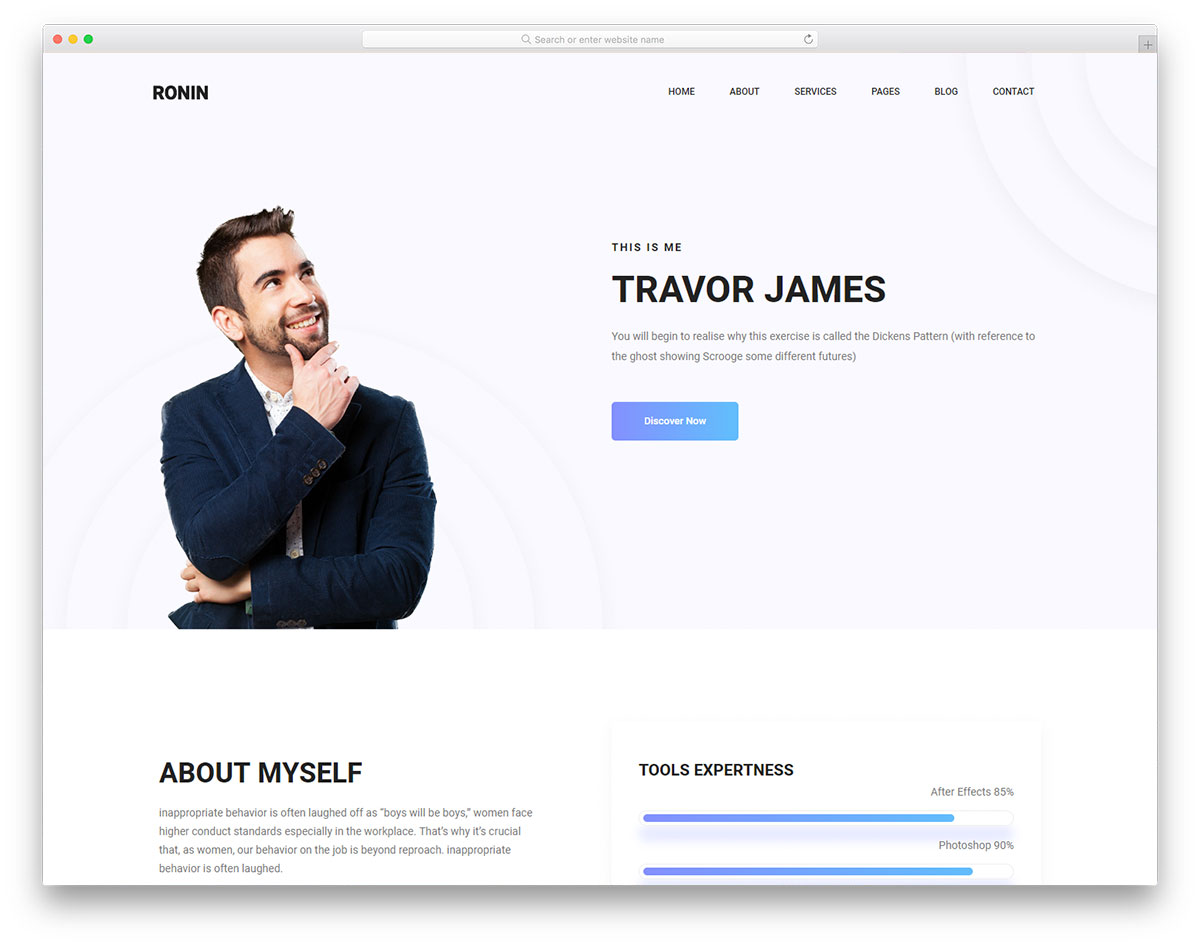 Search or enter website name
RONIN
HOME ABOUT SERVICES PAGES BLOG CONTACT
THIS IS ME
TRAVOR JAMES
You will begin to realise why this exercise is called the Dickens Pattern (with reference to
the ghost showing Scrooge some different futures)
Discover Now
ABOUT MYSELF
inappropriate behavior is often laughed off as “boys will be boys,” women face
higher conduct standards especially in the workplace. That’s why it’s crucial
that, as women, our behavior on the job is beyond reproach. inappropriate
behavior is often laughed.
TOOLS EXPERTNESS
After Effects 85%
Photoshop 90%